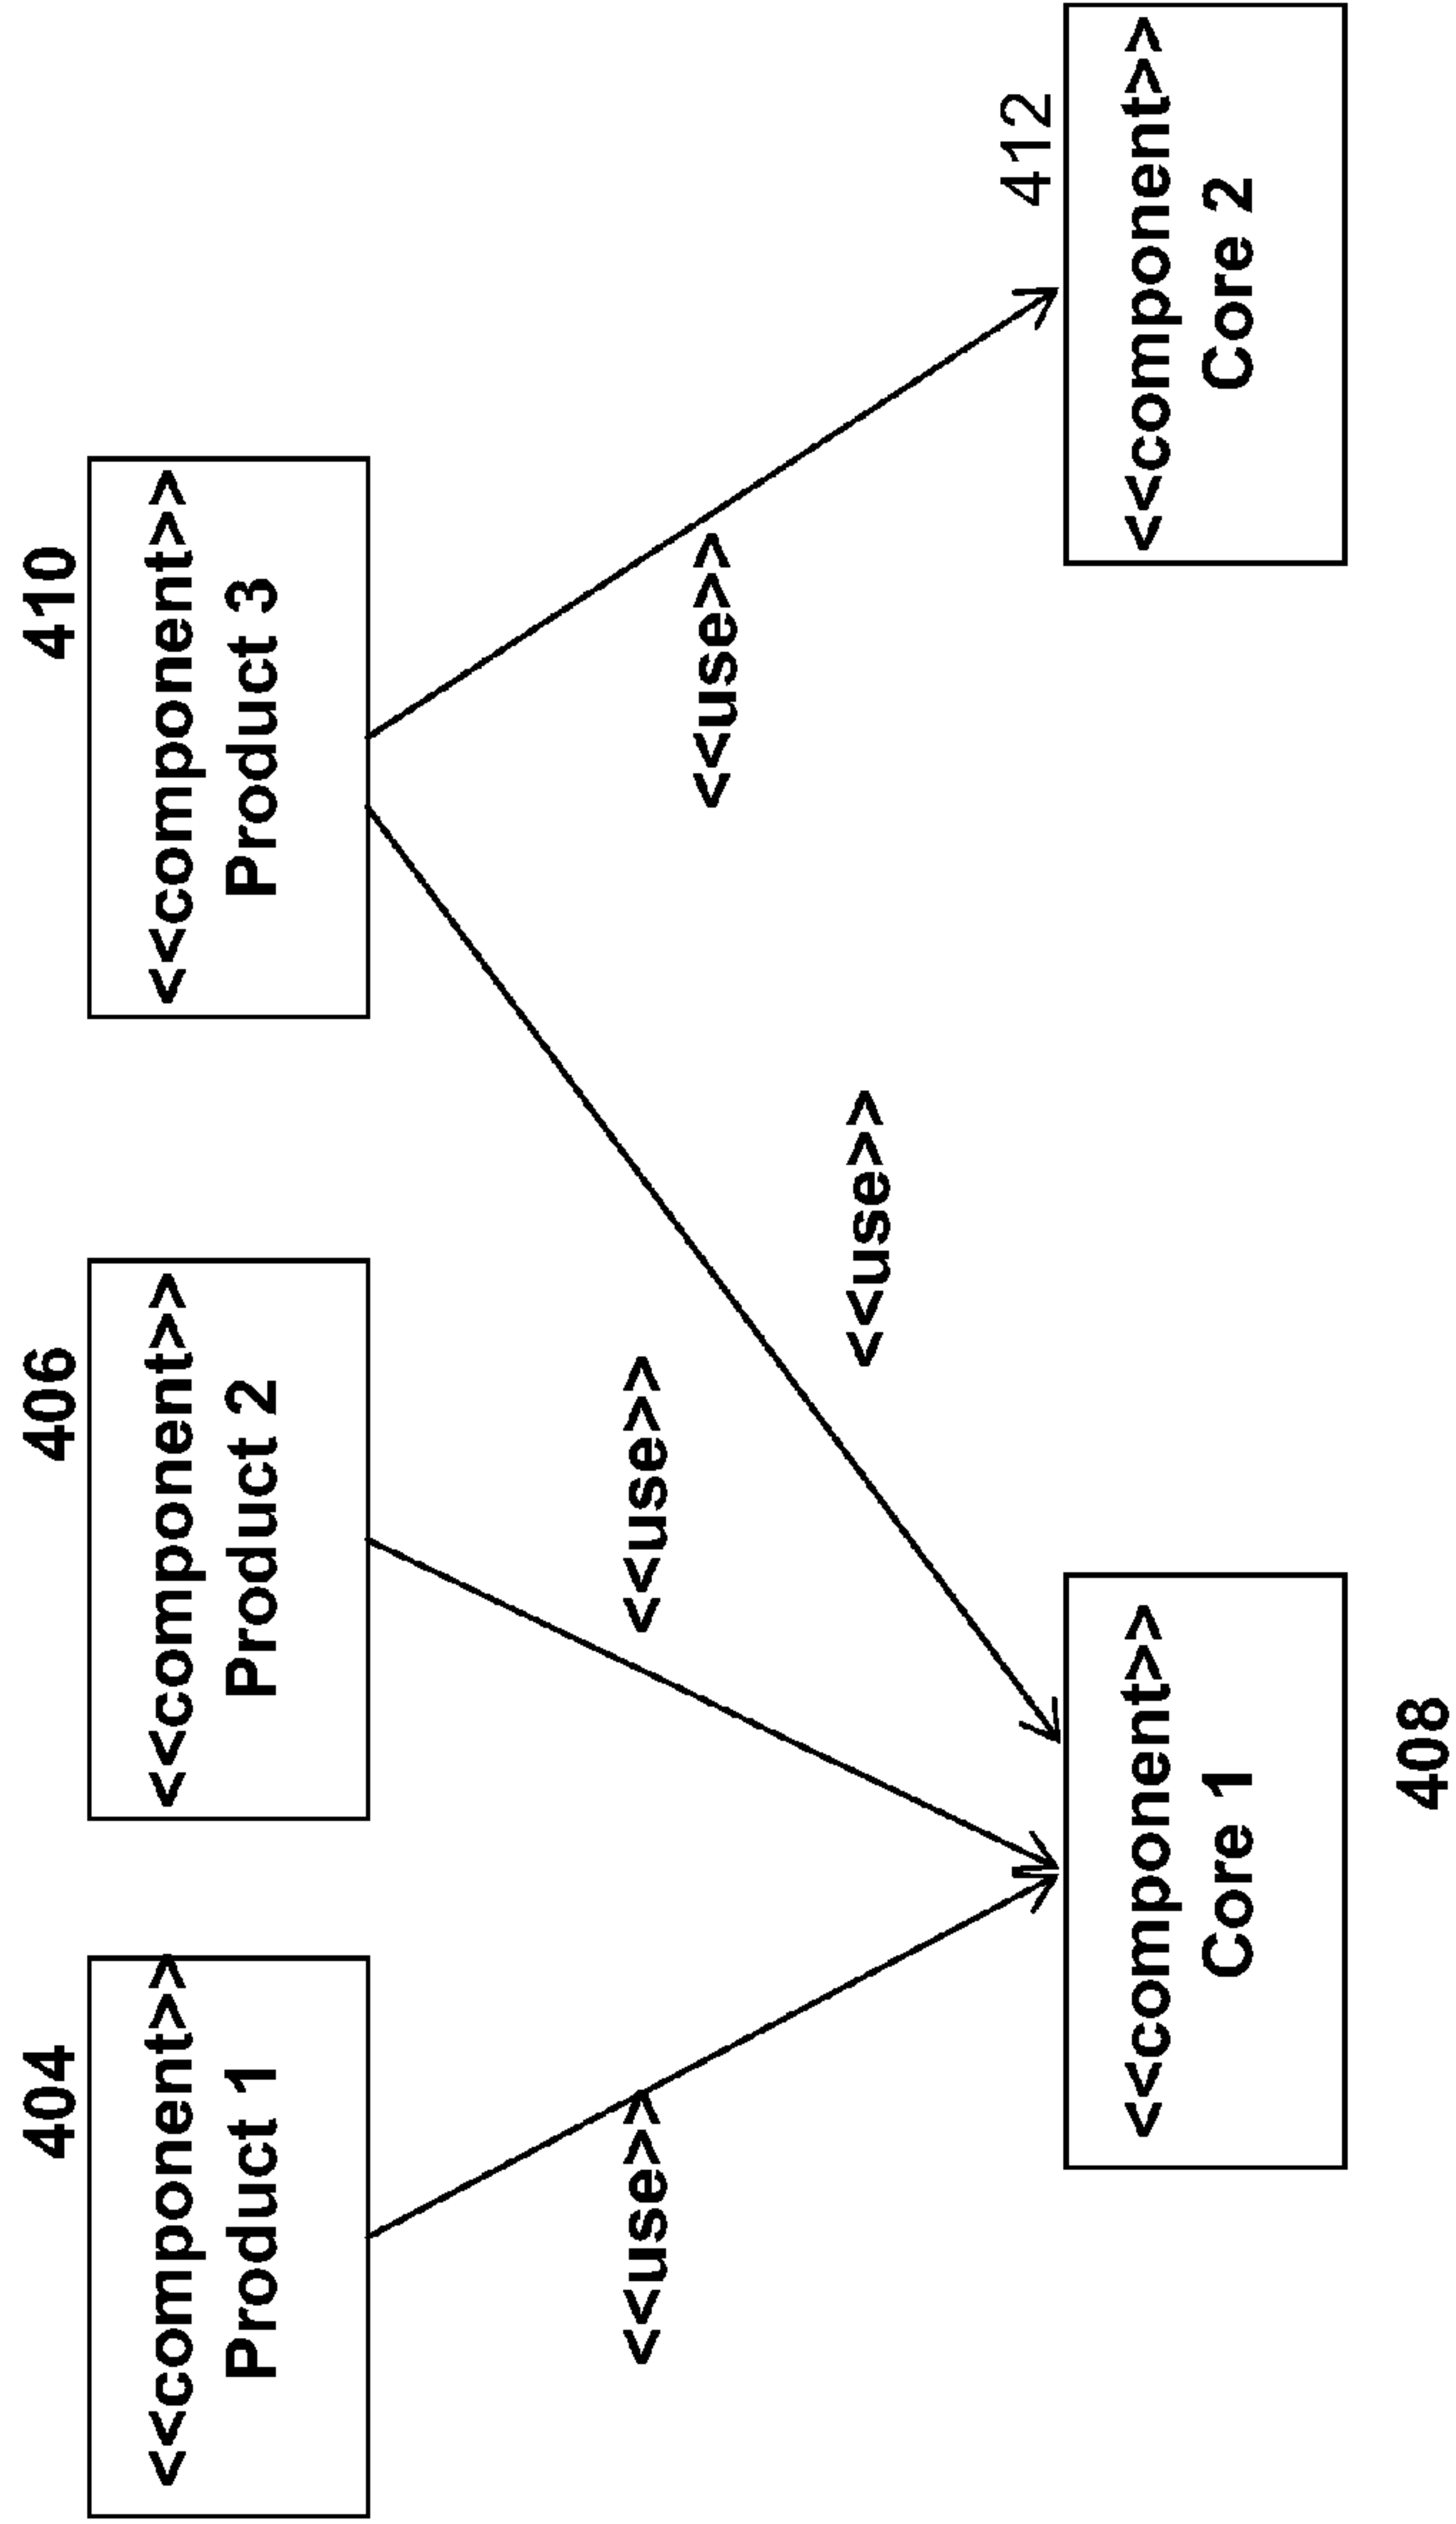 404
406
410
<<component>>
Product 1
<<component>>
Product 2
<<component>>
Product 3
<<use>>
<<use>>
<<use>>
<<use>>
412
<<component>>
Core 1
<<component>>
Core 2
408